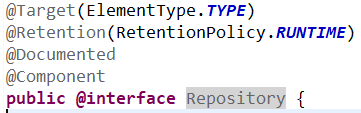 @Target(ElementType.TYPE)
@Retention(RetentionPolicy.RUNTIME)
@Documented
@Component
public @interface Repository {